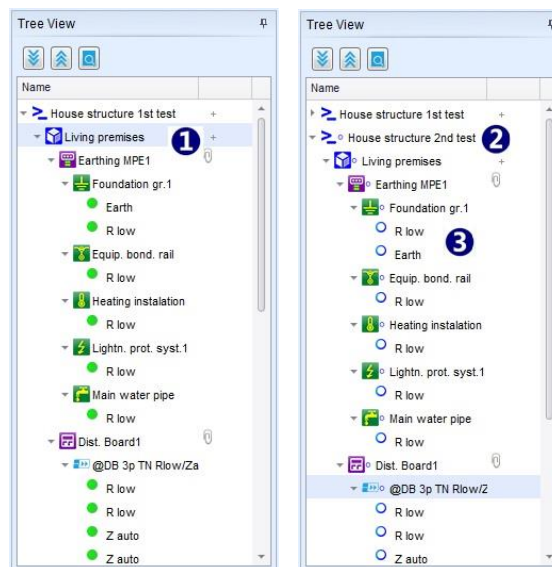 Tree View
Name
House structure 1st test +
Living premises 1 +
Earthing MPE1
Foundation gr.1
Earth
R low
Equip. bond. rail
R low
Heating instalation
R low
Lightn. prot. syst.1
R low
Main water pipe
R low
Dist. Board1
@DB 3p TN Rlow/Za
R low
R low
Z auto
Z auto
Tree View
Name
House structure 1st test +
House structure 2nd test 2
Living premises +
Earthing MPE1
Foundation gr.1
R low
3
Earth
Equip. bond. rail
R low
Heating instalation
R low
Lightn. prot. syst.1
R low
Main water pipe
R low
Dist. Board1
@DB 3p TN Rlow/2
R low
R low
Z auto